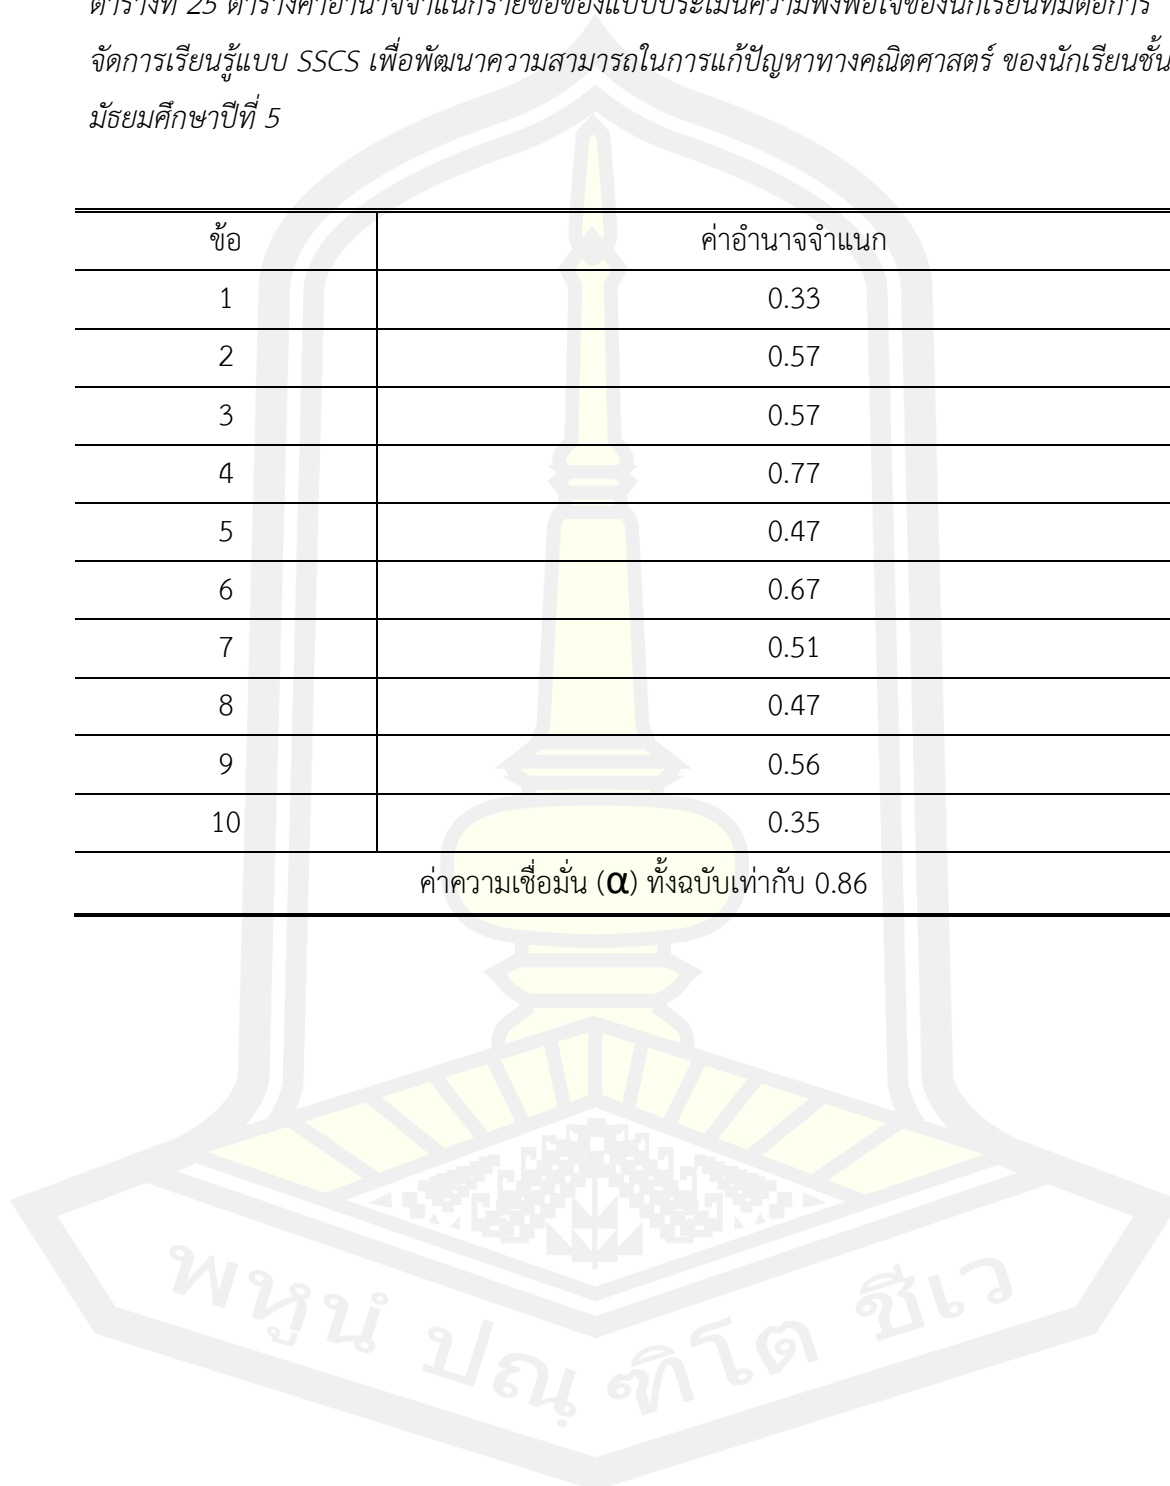 ตารางที่ 25 ตารางค่าอำนาจจำแนกรายข้อของแบบประเมินความพึงพอใจของนักเรียนที่มีต่อการ
จัดการเรียนรู้แบบ SSCS เพื่อพัฒนาความสามารถในการแก้ปัญหาทางคณิตศาสตร์ ของนักเรียนชั้น
มัธยมศึกษาปีที่ 5
ข้อ ค่าอำนาจจำแนก
1 0.33
2 0.57
3 0.57
4 0.77
5 0.47
6 0.67
7 0.51
8 0.47
9 0.56
10 0.35
ค่าความเชื่อมั่น (α) ทั้งฉบับเท่ากับ 0.86
พหูนํ ปณฺฑิโต ชีเว